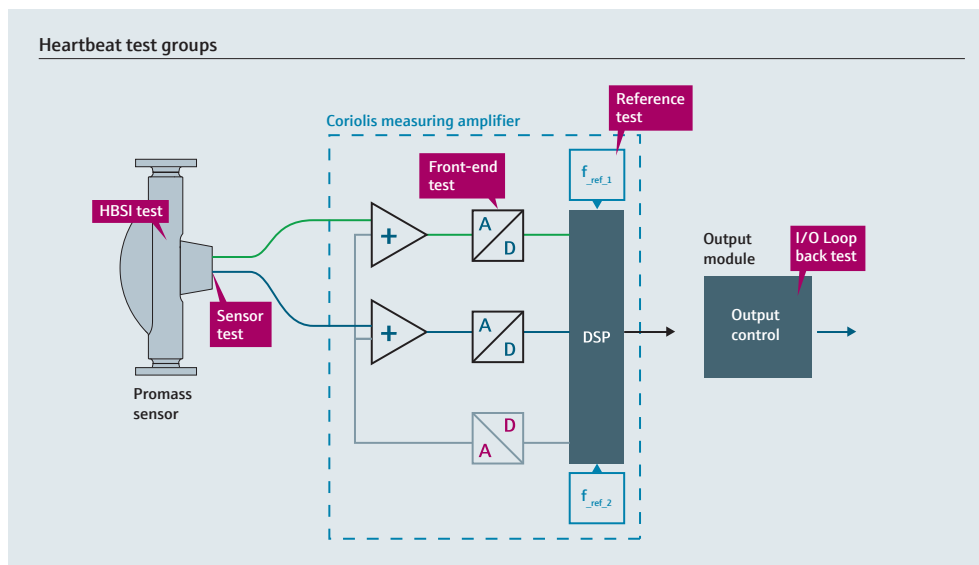 Heartbeat test groups
Reference
test
Coriolis measuring amplifier
Front-end
test
f_ref_1
HBSI test
+
A
D
Output
module
I/O Loop
back test
Sensor
test
+
A
D
DSP
Output
control
Promass
sensor
D
A
f_ref_2